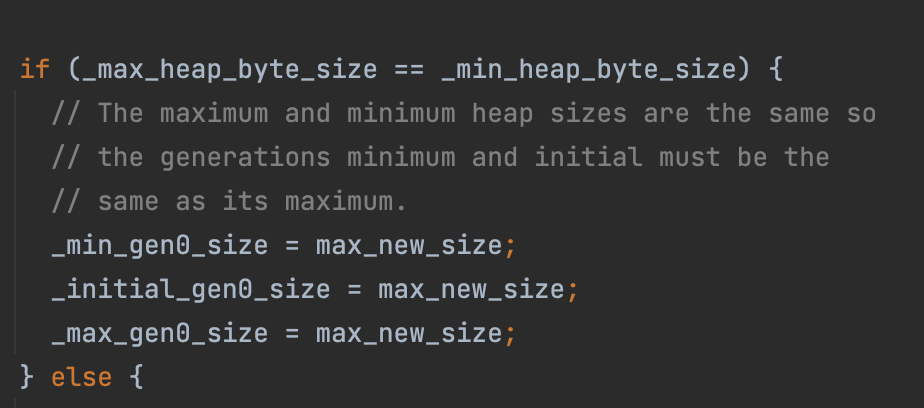 if (_max_heap_byte_size == _min_heap_byte_size) {
// The maximum and minimum heap sizes are the same so
// the generations minimum and initial must be the
// same as its maximum.
_min_gen0_size = max_new_size;
_initial_gen0_size = max_new_size;
_max_gen0_size = max_new_size;
} else {